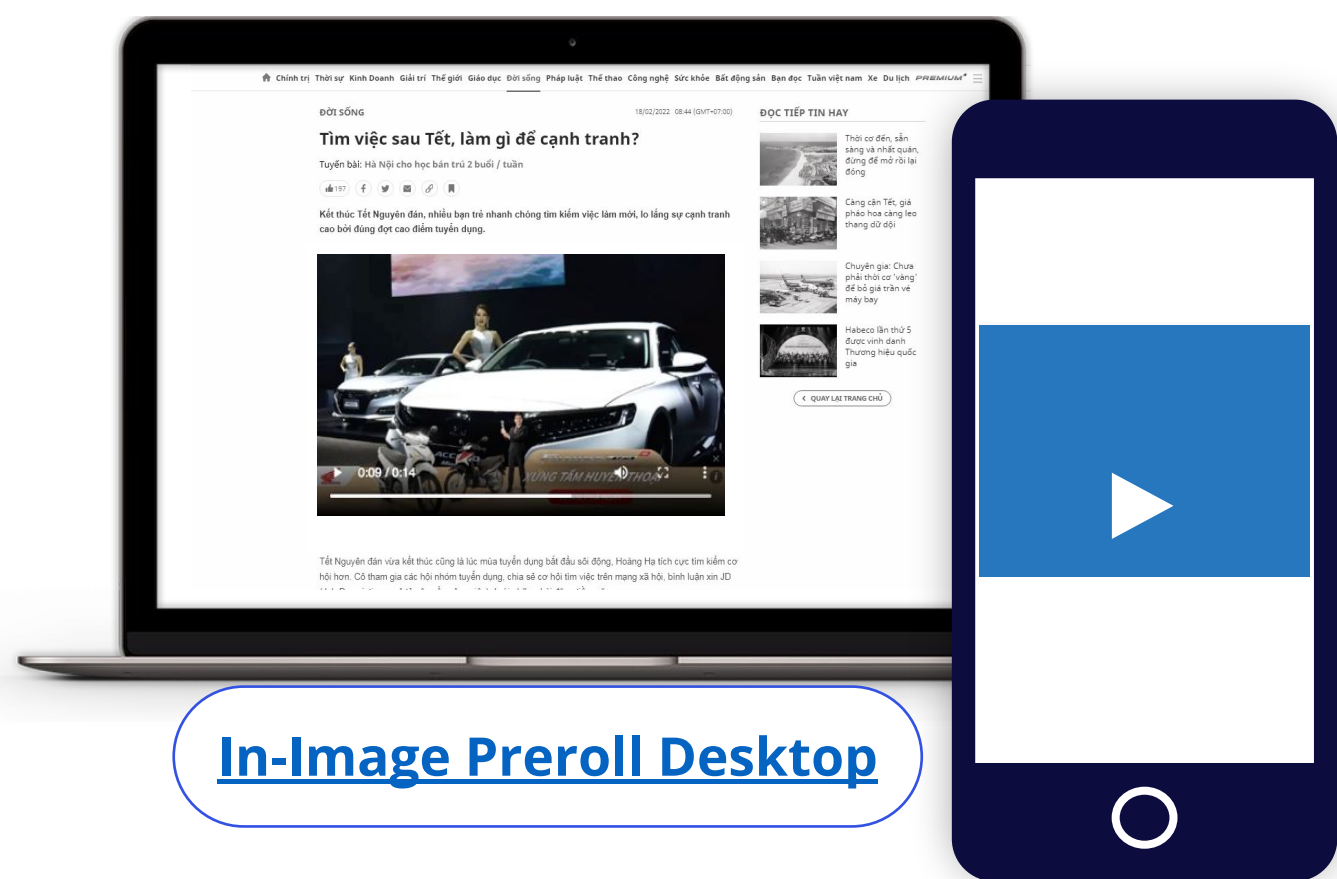 Chính trị Thời sự Kinh Doanh Giải trí Thế giới Giáo dục Đời sống Pháp luật Thể thao Công nghệ Sức khỏe Bất động sản Bạn đọc Tuần việt nam Xe Du lịch PREMIUM+
ĐỜI SỐNG
18/02/2022 08:44 (GMT+07:00)
Tìm việc sau Tết, làm gì để cạnh tranh?
Tuyến bài: Hà Nội cho học bán trú 2 buổi / tuần
197
Kết thúc Tết Nguyên đán, nhiều bạn trẻ nhanh chóng tìm kiếm việc làm mới, lo lắng sự cạnh tranh
cao bởi đúng đợt cao điểm tuyển dụng.
0:09 / 0:14
XỨNG TẦM HUYỀN THOẠI
Tết Nguyên đán vừa kết thúc cũng là lúc mùa tuyển dụng bắt đầu sôi động, Hoàng Hạ tích cực tìm kiếm cơ
hội hơn. Cô tham gia các hội nhóm tuyển dụng, chia sẻ cơ hội tìm việc trên mạng xã hội, bình luận xin JD
ĐỌC TIẾP TIN HAY
Thời cơ đến, sẵn
sàng và nhất quán,
đừng để mở rồi lại
đóng
Càng cận Tết, giá
pháo hoa càng leo
thang dữ dội
Chuyên gia: Chưa
phải thời cơ 'vàng'
để bỏ giá trần vé
máy bay
Habeco lần thứ 5
được vinh danh
Thương hiệu quốc
gia
QUAY LẠI TRANG CHỦ
In-Image Preroll Desktop